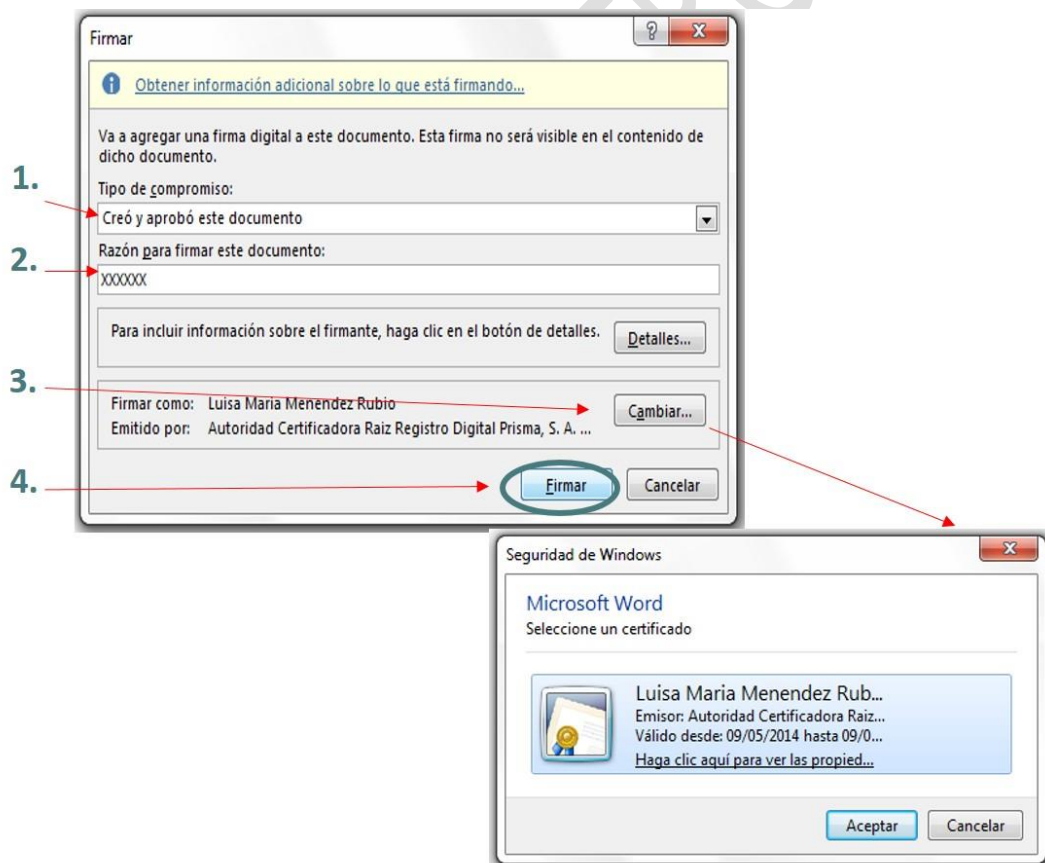 Firmar
Obtener información adicional sobre lo que está firmando...
Va a agregar una firma digital a este documento. Esta firma no será visible en el contenido de
dicho documento.
1.
Tipo de compromiso:
Creó y aprobó este documento
2.
Razón para firmar este documento:
XXXXXX
Para incluir información sobre el firmante, haga clic en el botón de detalles. Detalles...
3.
Firmar como: Luisa Maria Menendez Rubio
Cambiar...
Emitido por: Autoridad Certificadora Raiz Registro Digital Prisma, S. A. ...
4.
Firmar Cancelar
Seguridad de Windows
Microsoft Word
Seleccione un certificado
Luisa Maria Menendez Rub...
Emisor: Autoridad Certificadora Raiz...
Válido desde: 09/05/2014 hasta 09/0...
Haga clic aquí para ver las propied...
Aceptar Cancelar